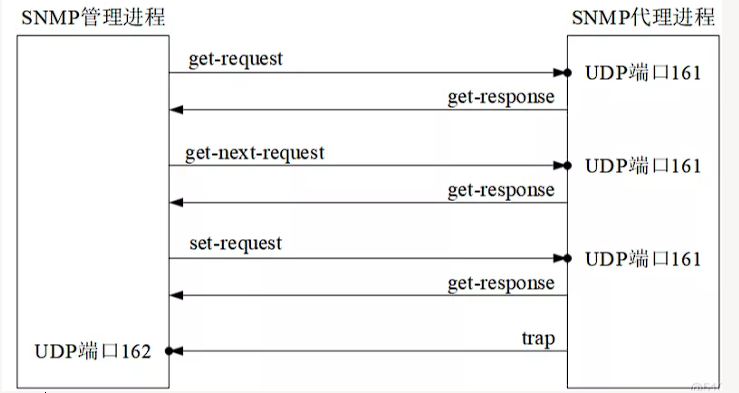 SNMP管理进程
SNMP代理进程
get-request
UDP端口161
get-response
get-next-request
UDP端口161
get-response
set-request
UDP端口161
get-response
trap
UDP端口162